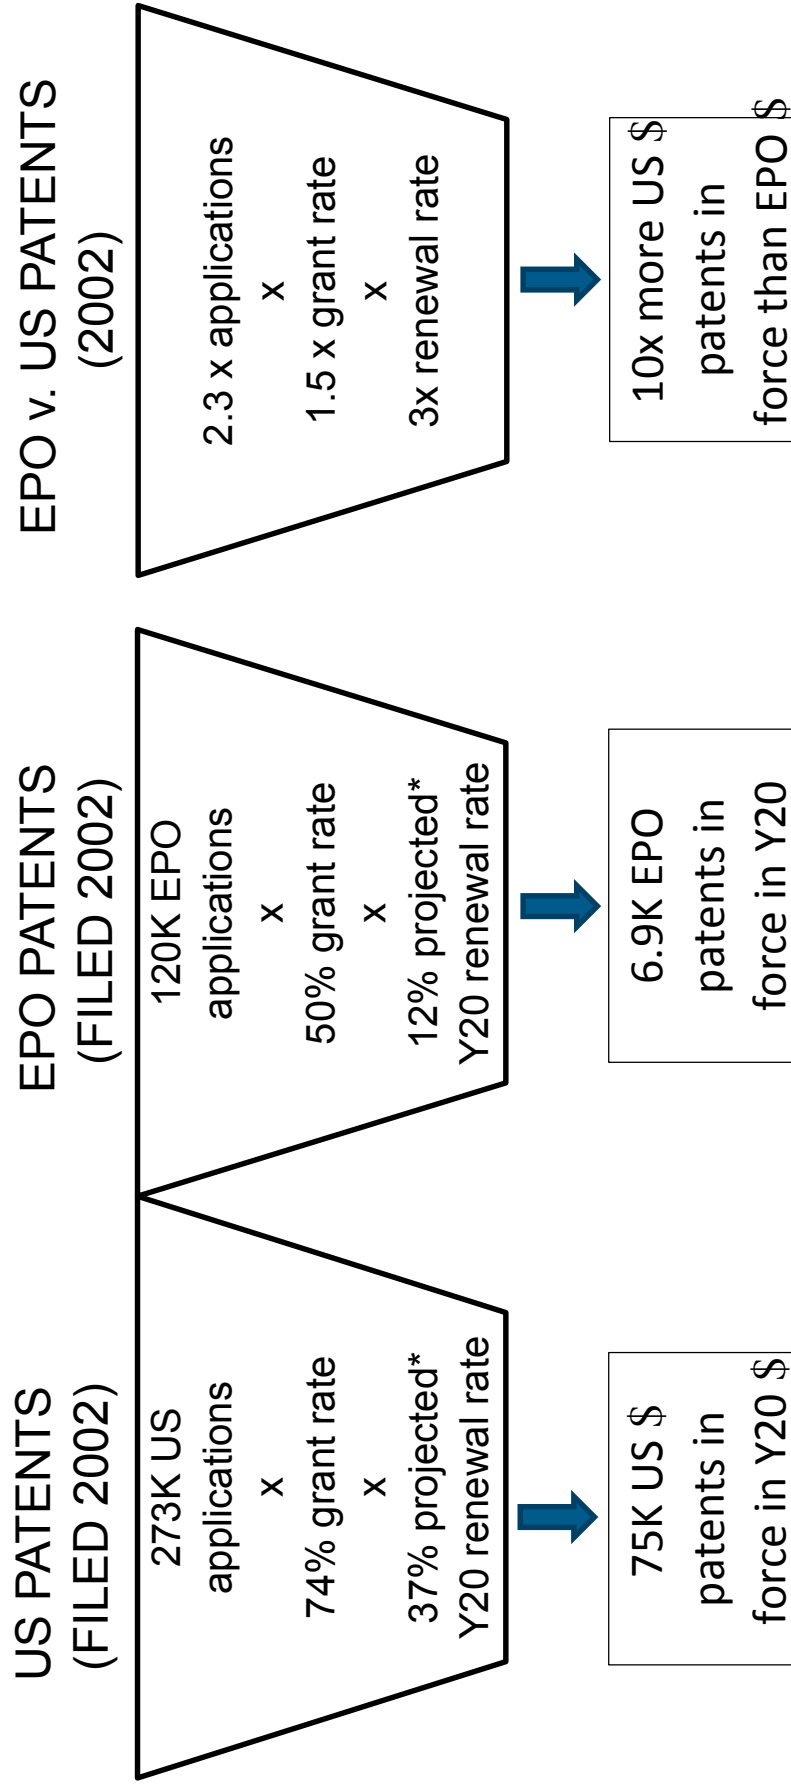 US PATENTS
(FILED 2002)
273K US
applications
x
74% grant rate
x
37% projected*
Y20 renewal rate
75K US $
patents in
force in Y20 $
EPO PATENTS
(FILED 2002)
120K EPO
applications
x
50% grant rate
x
12% projected*
Y20 renewal rate
6.9K EPO
patents in
force in Y20
EPO v. US PATENTS
(2002)
2.3 x applications
x
1.5 x grant rate
x
3x renewal rate
10x more US $
patents in
force than EPO $